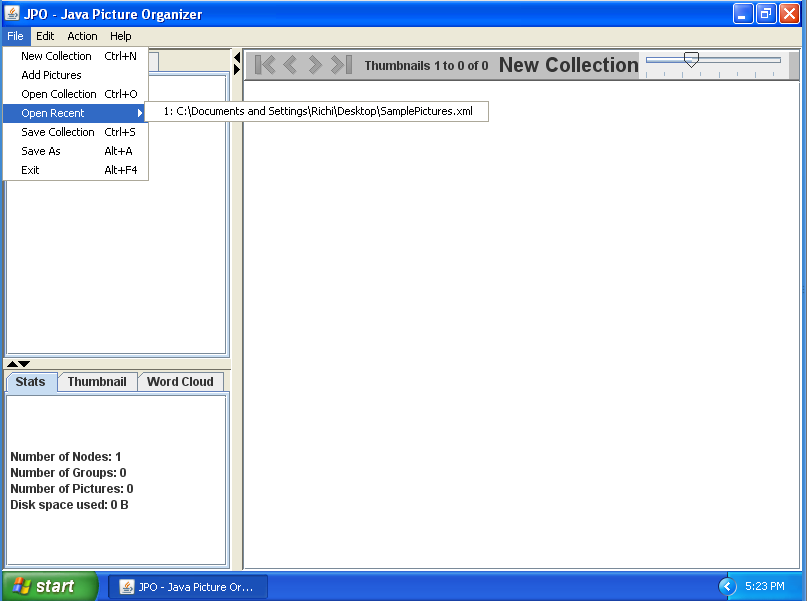 JPO - Java Picture Organizer
File Edit Action Help
New Collection Ctrl+N
Add Pictures
Open Collection Ctrl+O
Open Recent
Save Collection Ctrl+S
Save As Alt+A
Exit Alt+F4
1: C:\Documents and Settings\Richi\Desktop\SamplePictures.xml
Thumbnails 1 to 0 of 0 New Collection
Stats Thumbnail Word Cloud
Number of Nodes: 1
Number of Groups: 0
Number of Pictures: 0
Disk space used: 0 B
start JPO - Java Picture Or... 5:23 PM